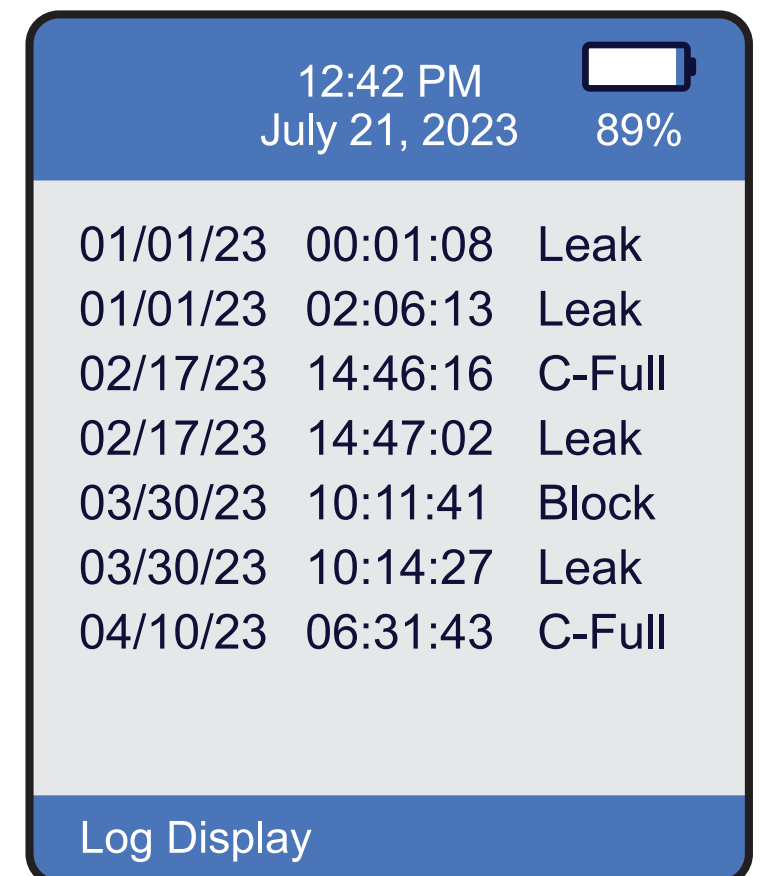 12:42 PM
July 21, 2023 89%
01/01/23 00:01:08 Leak
01/01/23 02:06:13 Leak
02/17/23 14:46:16 C-Full
02/17/23 14:47:02 Leak
03/30/23 10:11:41 Block
03/30/23 10:14:27 Leak
04/10/23 06:31:43 C-Full
Log Display